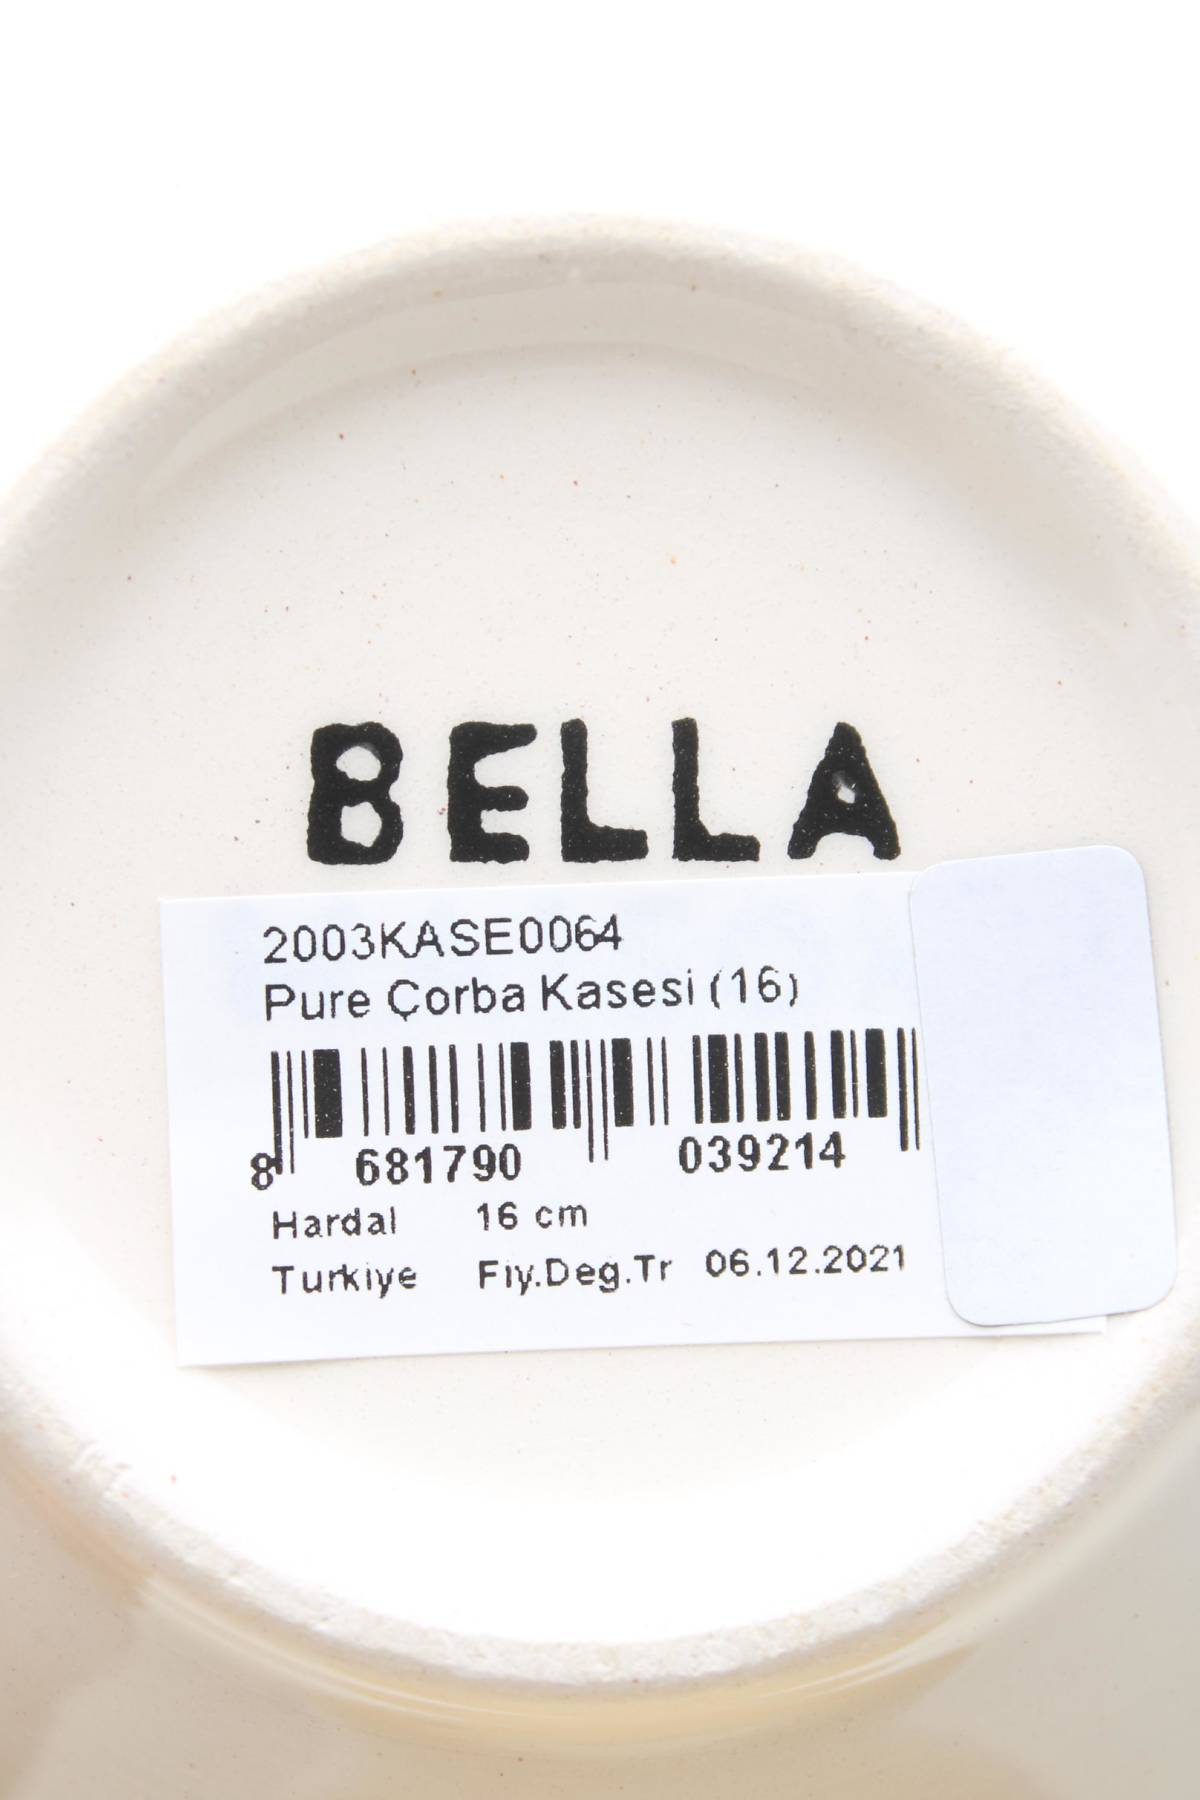 BELLA
2003KASE0064
Pure Çorba Kasesi (16)
8 681790 039214
Hardal 16 cm
Turkiye Fiy.Deg.Tr 06.12.2021